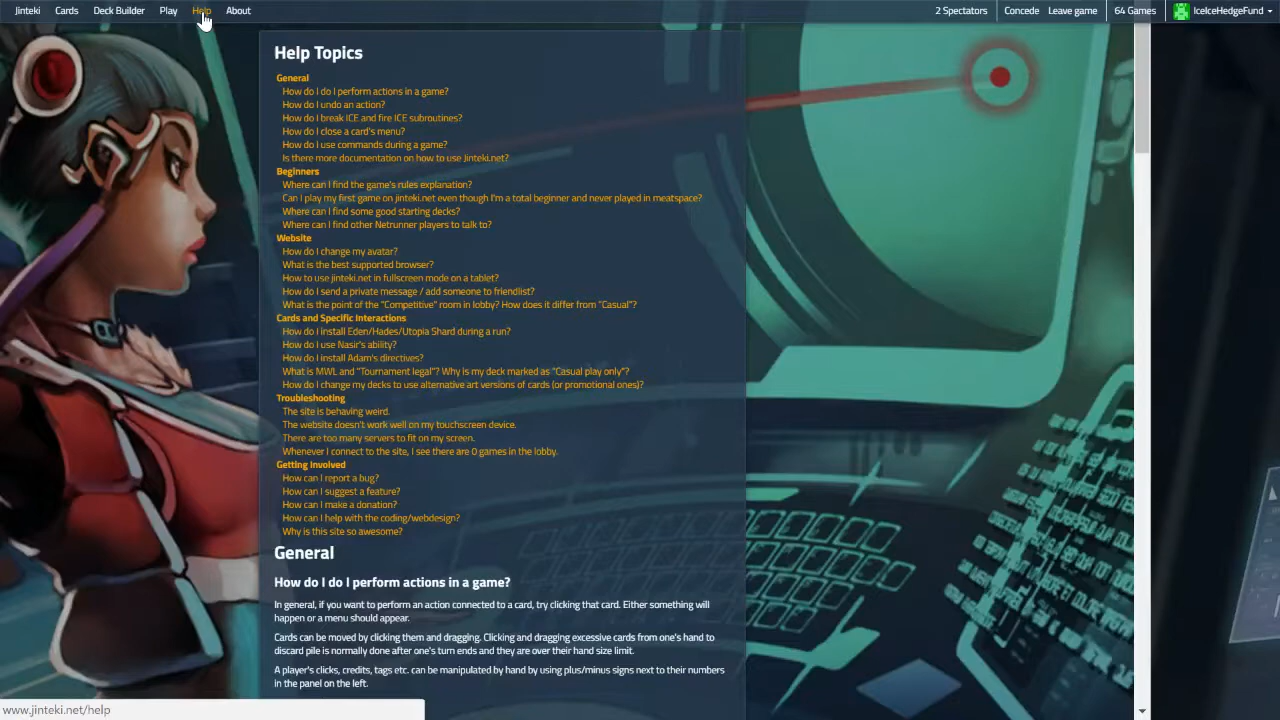 Jinteki Cards Deck Builder Play Help About 2 Spectators Concede Leave game 64 Games IceIceHedgeFund
Help Topics
General
How do I do I perform actions in a game?
How do I undo an action?
How do I break ICE and fire ICE subroutines?
How do I close a card's menu?
How do I use commands during a game?
Is there more documentation on how to use Jinteki.net?
Beginners
Where can I find the game's rules explanation?
Can I play my first game on jinteki.net even though I'm a total beginner and never played in meatspace?
Where can I find some good starting decks?
Where can I find other Netrunner players to talk to?
Website
How do I change my avatar?
What is the best supported browser?
How to use jinteki.net in fullscreen mode on a tablet?
How do I send a private message / add someone to friendlist?
What is the point of the "Competitive" room in lobby? How does it differ from "Casual"?
Cards and Specific Interactions
How do I install Eden/Hades/Utopia Shard during a run?
How do I use Nasir's ability?
How do I install Adam's directives?
What is MWL and "Tournament legal"? Why is my deck marked as "Casual play only"?
How do I change my decks to use alternative art versions of cards (or promotional ones)?
Troubleshooting
The site is behaving weird.
The website doesn't work well on my touchscreen device.
There are too many servers to fit on my screen.
Whenever I connect to the site, I see there are 0 games in the lobby.
Getting Involved
How can I report a bug?
How can I suggest a feature?
How can I make a donation?
How can I help with the coding/webdesign?
Why is this site so awesome?
General
How do I do I perform actions in a game?
In general, if you want to perform an action connected to a card, try clicking that card. Either something will
happen or a menu should appear.
Cards can be moved by clicking them and dragging. Clicking and dragging excessive cards from one's hand to
discard pile is normally done after one's turn ends and they are over their hand size limit.
A player's clicks, credits, tags etc. can be manipulated by hand by using plus/minus signs next to their numbers
in the panel on the left.
www.jinteki.net/help